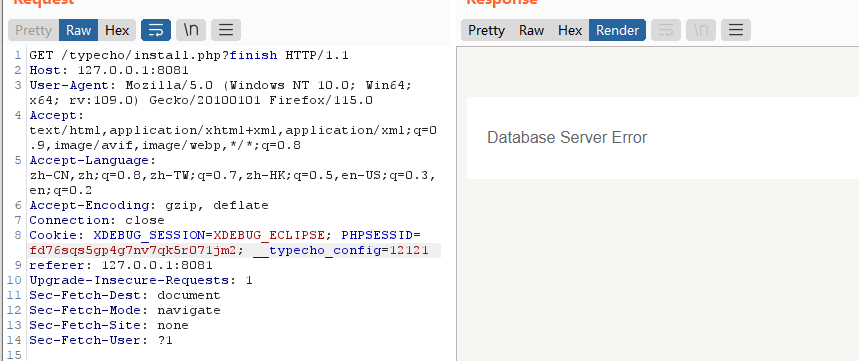 Request
Response
Pretty Raw Hex \n
Pretty Raw Hex Render \n
1 GET /typecho/install.php?finish HTTP/1.1
2 Host: 127.0.0.1:8081
3 User-Agent: Mozilla/5.0 (Windows NT 10.0; Win64;
x64; rv:109.0) Gecko/20100101 Firefox/115.0
4 Accept:
text/html,application/xhtml+xml,application/xml;q=0
.9,image/avif,image/webp,*/*;q=0.8
5 Accept-Language:
zh-CN,zh;q=0.8,zh-TW;q=0.7,zh-HK;q=0.5,en-US;q=0.3,
en;q=0.2
6 Accept-Encoding: gzip, deflate
7 Connection: close
8 Cookie: XDEBUG_SESSION=XDEBUG_ECLIPSE; PHPSESSID=
fd76sqs5gp4g7nv7qk5r071jm2; __typecho_config=12121
9 referer: 127.0.0.1:8081
10 Upgrade-Insecure-Requests: 1
11 Sec-Fetch-Dest: document
12 Sec-Fetch-Mode: navigate
13 Sec-Fetch-Site: none
14 Sec-Fetch-User: ?1
15
Database Server Error